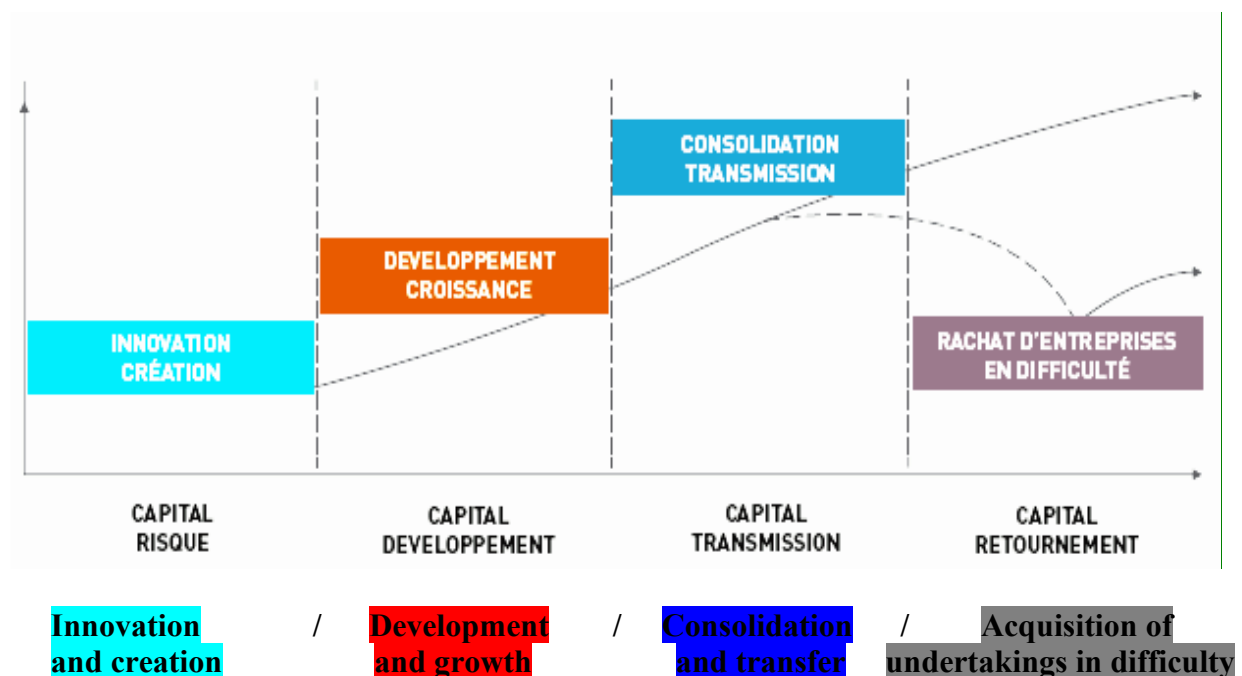 CONSOLIDATION
TRANSMISSION
DEVELOPPEMENT
CROISSANCE
INNOVATION
CRÉATION
RACHAT D'ENTREPRISES
EN DIFFICULTÉ
CAPITAL
RISQUE
CAPITAL
DEVELOPPEMENT
CAPITAL
TRANSMISSION
CAPITAL
RETOURNEMENT
Innovation / Development / Consolidation / Acquisition of
and creation and growth and transfer undertakings in difficulty